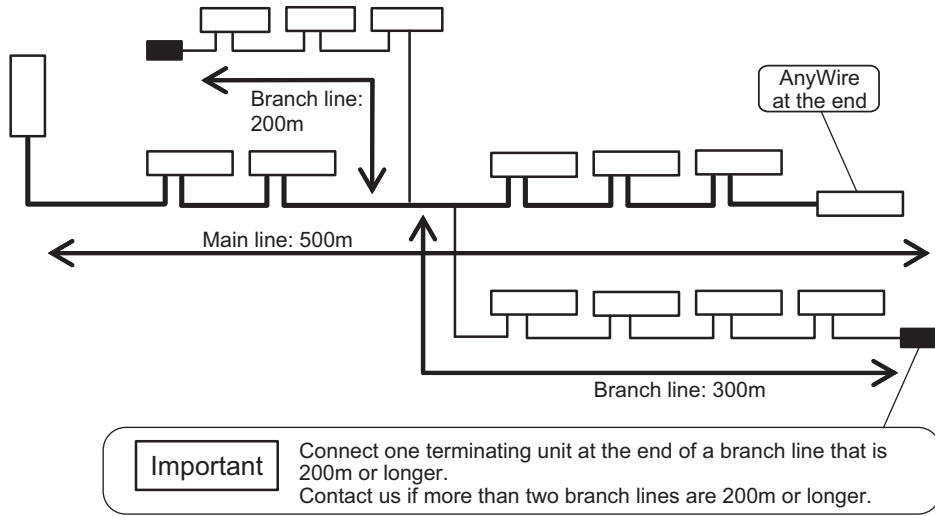 Branch line:
200m
AnyWire
at the end
Main line: 500m
Branch line: 300m
Important
Connect one terminating unit at the end of a branch line that is
200m or longer.
Contact us if more than two branch lines are 200m or longer.